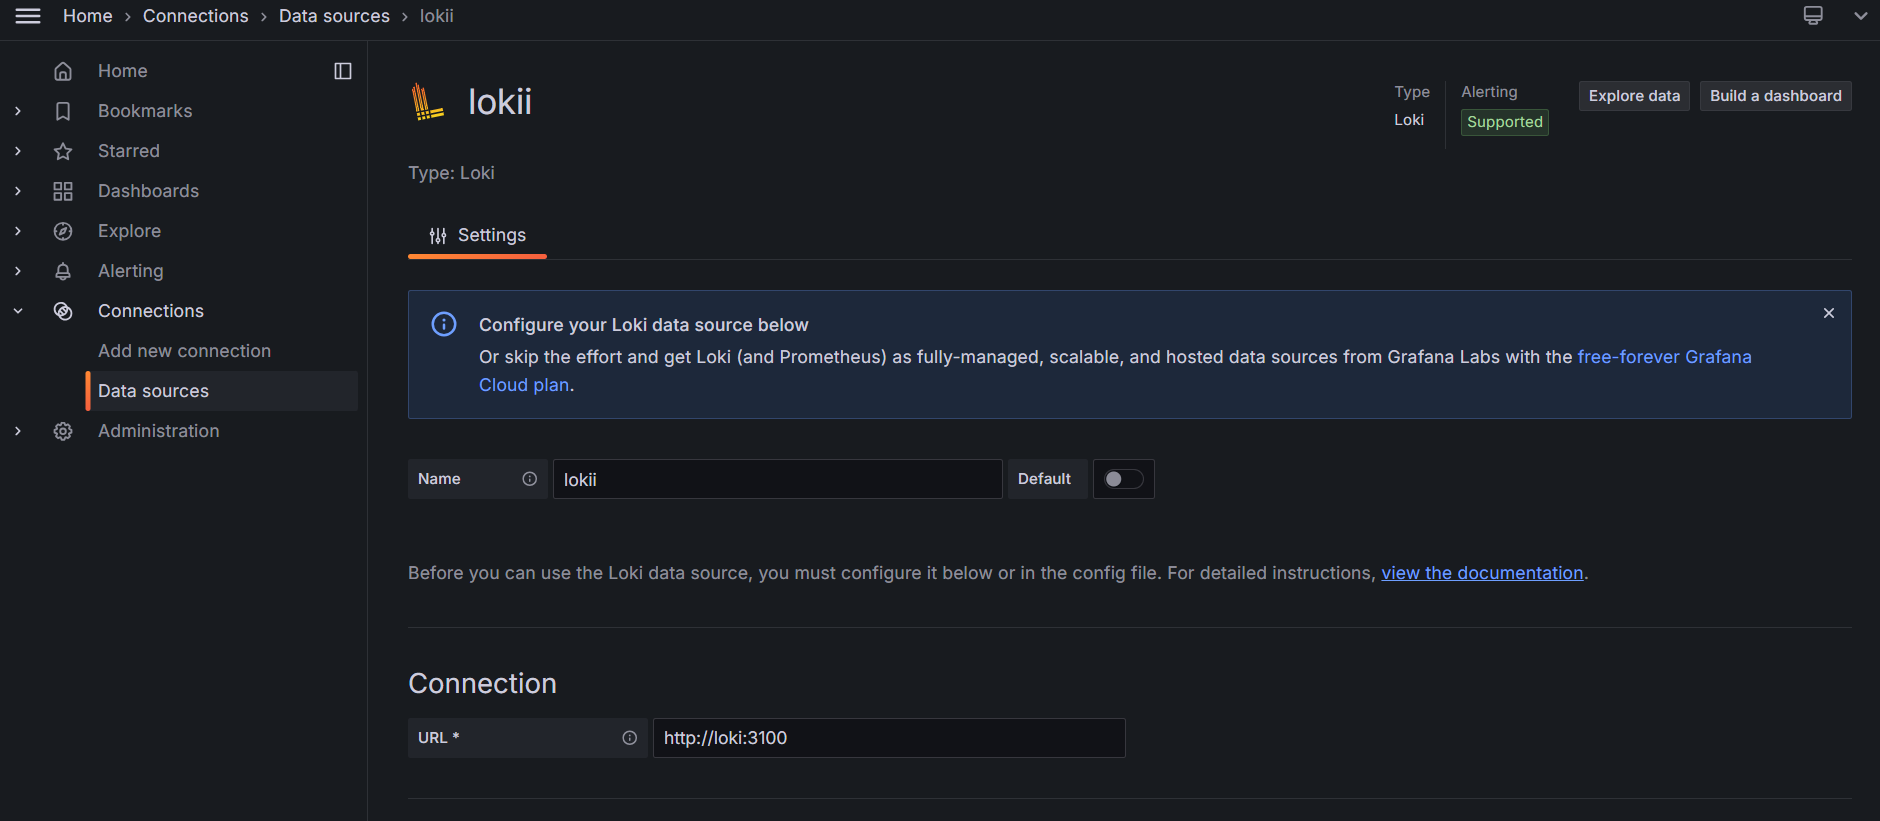 Home › Connections › Data sources › lokii
Home
Bookmarks
Starred
Dashboards
Explore
Alerting
Connections
Add new connection
Data sources
Administration
lokii
Type
Loki
Alerting
Supported
Explore data
Build a dashboard
Type: Loki
Settings
Configure your Loki data source below
Or skip the effort and get Loki (and Prometheus) as fully-managed, scalable, and hosted data sources from Grafana Labs with the free-forever Grafana
Cloud plan.
Name
lokii
Default
Before you can use the Loki data source, you must configure it below or in the config file. For detailed instructions, view the documentation.
Connection
URL *
http://loki:3100